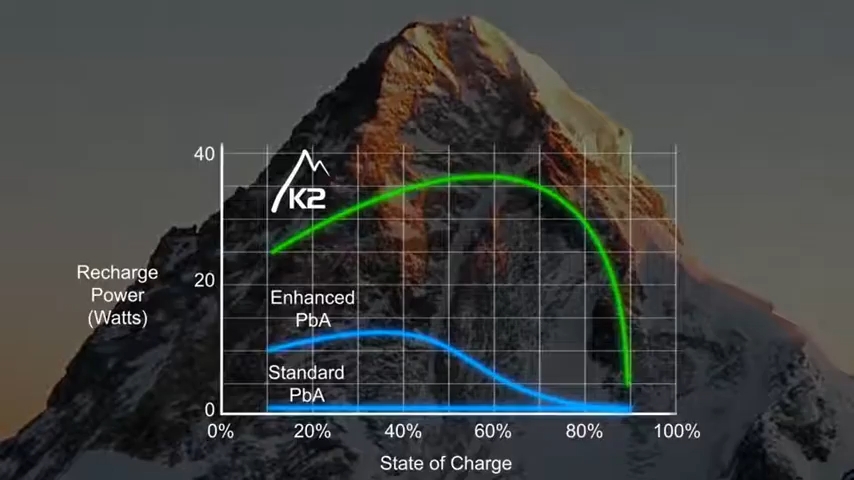 40
K2
Recharge
Power
(Watts)
20
Enhanced
PbA
Standard
PbA
0
0% 20% 40% 60% 80% 100%
State of Charge